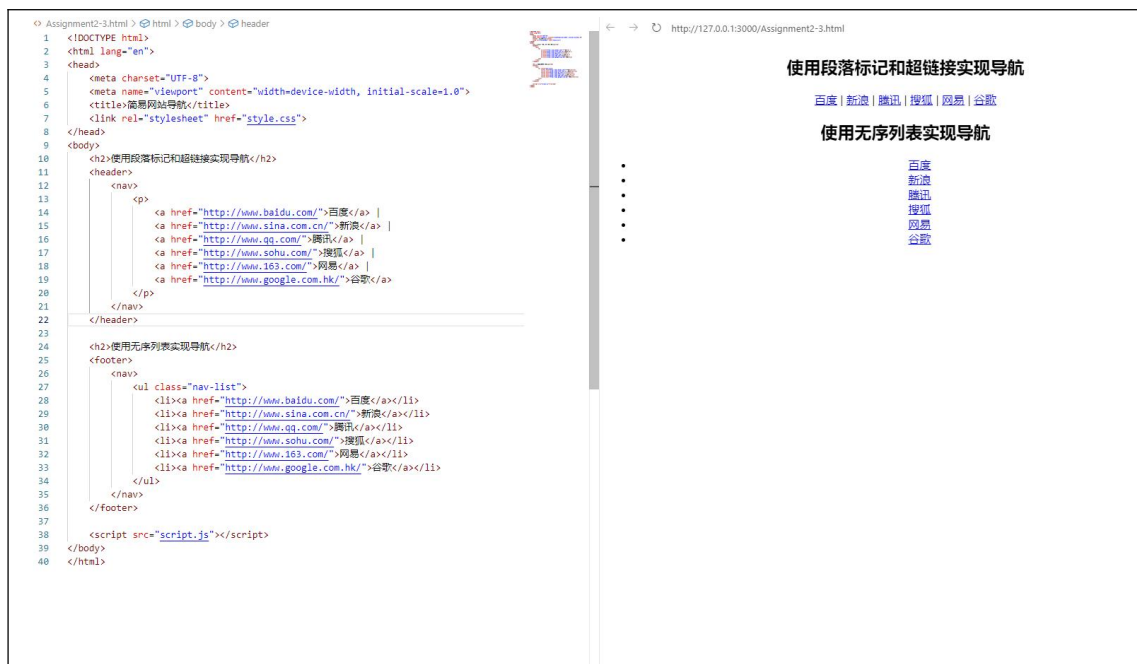 Assignment2-3.html > html > body > header
1 <!DOCTYPE html>
2 <html lang="en">
3 <head>
4 <meta charset="UTF-8">
5 <meta name="viewport" content="width=device-width, initial-scale=1.0">
6 <title>简易网站导航</title>
7 <link rel="stylesheet" href="style.css">
8 </head>
9 <body>
10 <h2>使用段落标记和超链接实现导航</h2>
11 <header>
12 <nav>
13 <p>
14 <a href="http://www.baidu.com/">百度</a> |
15 <a href="http://www.sina.com.cn/">新浪</a> |
16 <a href="http://www.qq.com/">腾讯</a> |
17 <a href="http://www.sohu.com/">搜狐</a> |
18 <a href="http://www.163.com/">网易</a> |
19 <a href="http://www.google.com.hk/">谷歌</a>
20 </p>
21 </nav>
22 </header>
23
24 <h2>使用无序列表实现导航</h2>
25 <footer>
26 <nav>
27 <ul class="nav-list">
28 <li><a href="http://www.baidu.com/">百度</a></li>
29 <li><a href="http://www.sina.com.cn/">新浪</a></li>
30 <li><a href="http://www.qq.com/">腾讯</a></li>
31 <li><a href="http://www.sohu.com/">搜狐</a></li>
32 <li><a href="http://www.163.com/">网易</a></li>
33 <li><a href="http://www.google.com.hk/">谷歌</a></li>
34 </ul>
35 </nav>
36 </footer>
37
38 <script src="script.js"></script>
39 </body>
40 </html>
http://127.0.0.1:3000/Assignment2-3.html
使用段落标记和超链接实现导航
百度 | 新浪 | 腾讯 | 搜狐 | 网易 | 谷歌
使用无序列表实现导航
• 百度
• 新浪
• 腾讯
• 搜狐
• 网易
• 谷歌